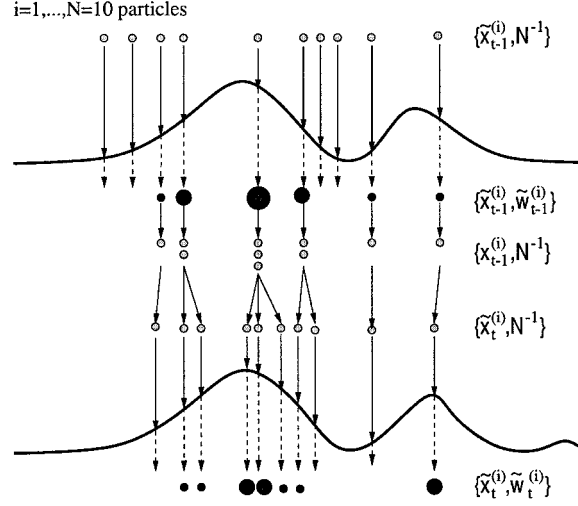 i=1,...,N=10 particles
{x̃_{t-1}^{(i)},N^{-1}}
{x̃_{t-1}^{(i)},w̃_{t-1}^{(i)}}
{x_{t-1}^{(i)},N^{-1}}
{x̃_t^{(i)},N^{-1}}
{x̃_t^{(i)},w̃_t^{(i)}}